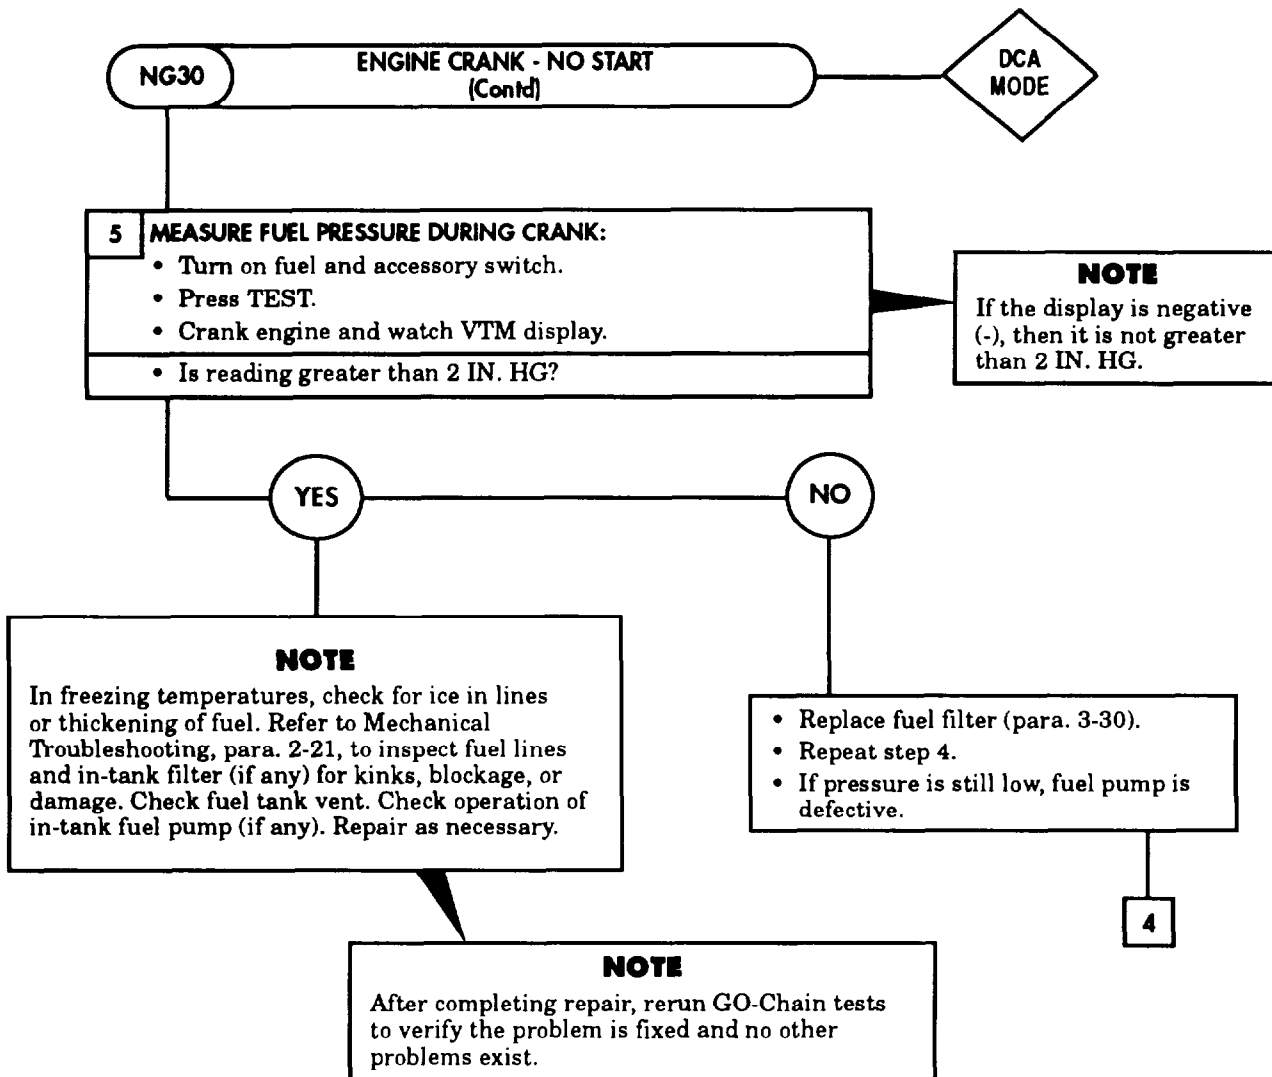 NG30
ENGINE CRANK - NO START
(Contd)
DCA
MODE
5
MEASURE FUEL PRESSURE DURING CRANK:
• Turn on fuel and accessory switch.
• Press TEST.
• Crank engine and watch VTM display.
• Is reading greater than 2 IN. HG?
NOTE
If the display is negative
(-), then it is not greater
than 2 IN. HG.
YES
NO
NOTE
In freezing temperatures, check for ice in lines
or thickening of fuel. Refer to Mechanical
Troubleshooting, para. 2-21, to inspect fuel lines
and in-tank filter (if any) for kinks, blockage, or
damage. Check fuel tank vent. Check operation of
in-tank fuel pump (if any). Repair as necessary.
• Replace fuel filter (para. 3-30).
• Repeat step 4.
• If pressure is still low, fuel pump is
defective.
4
NOTE
After completing repair, rerun GO-Chain tests
to verify the problem is fixed and no other
problems exist.